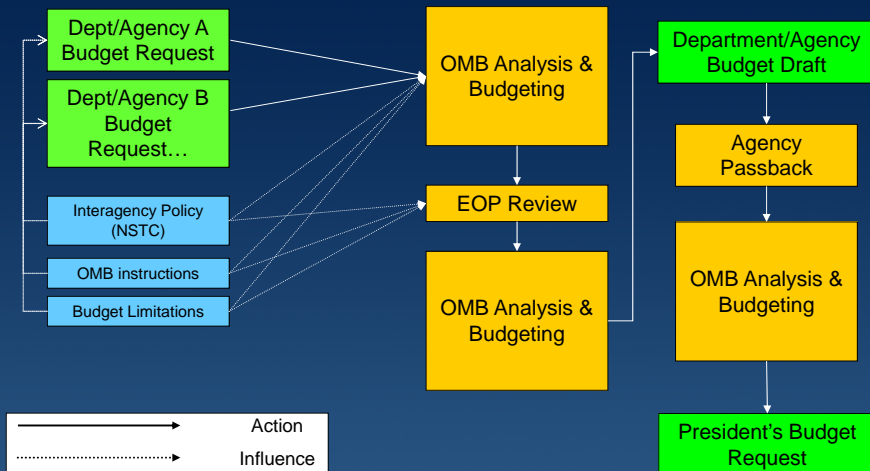 Dept/Agency A
Budget Request
Dept/Agency B
Budget
Request…
Interagency Policy
(NSTC)
OMB instructions
Budget Limitations
OMB Analysis &
Budgeting
EOP Review
OMB Analysis &
Budgeting
Department/Agency
Budget Draft
Agency
Passback
OMB Analysis &
Budgeting
President's Budget
Request
Action
Influence